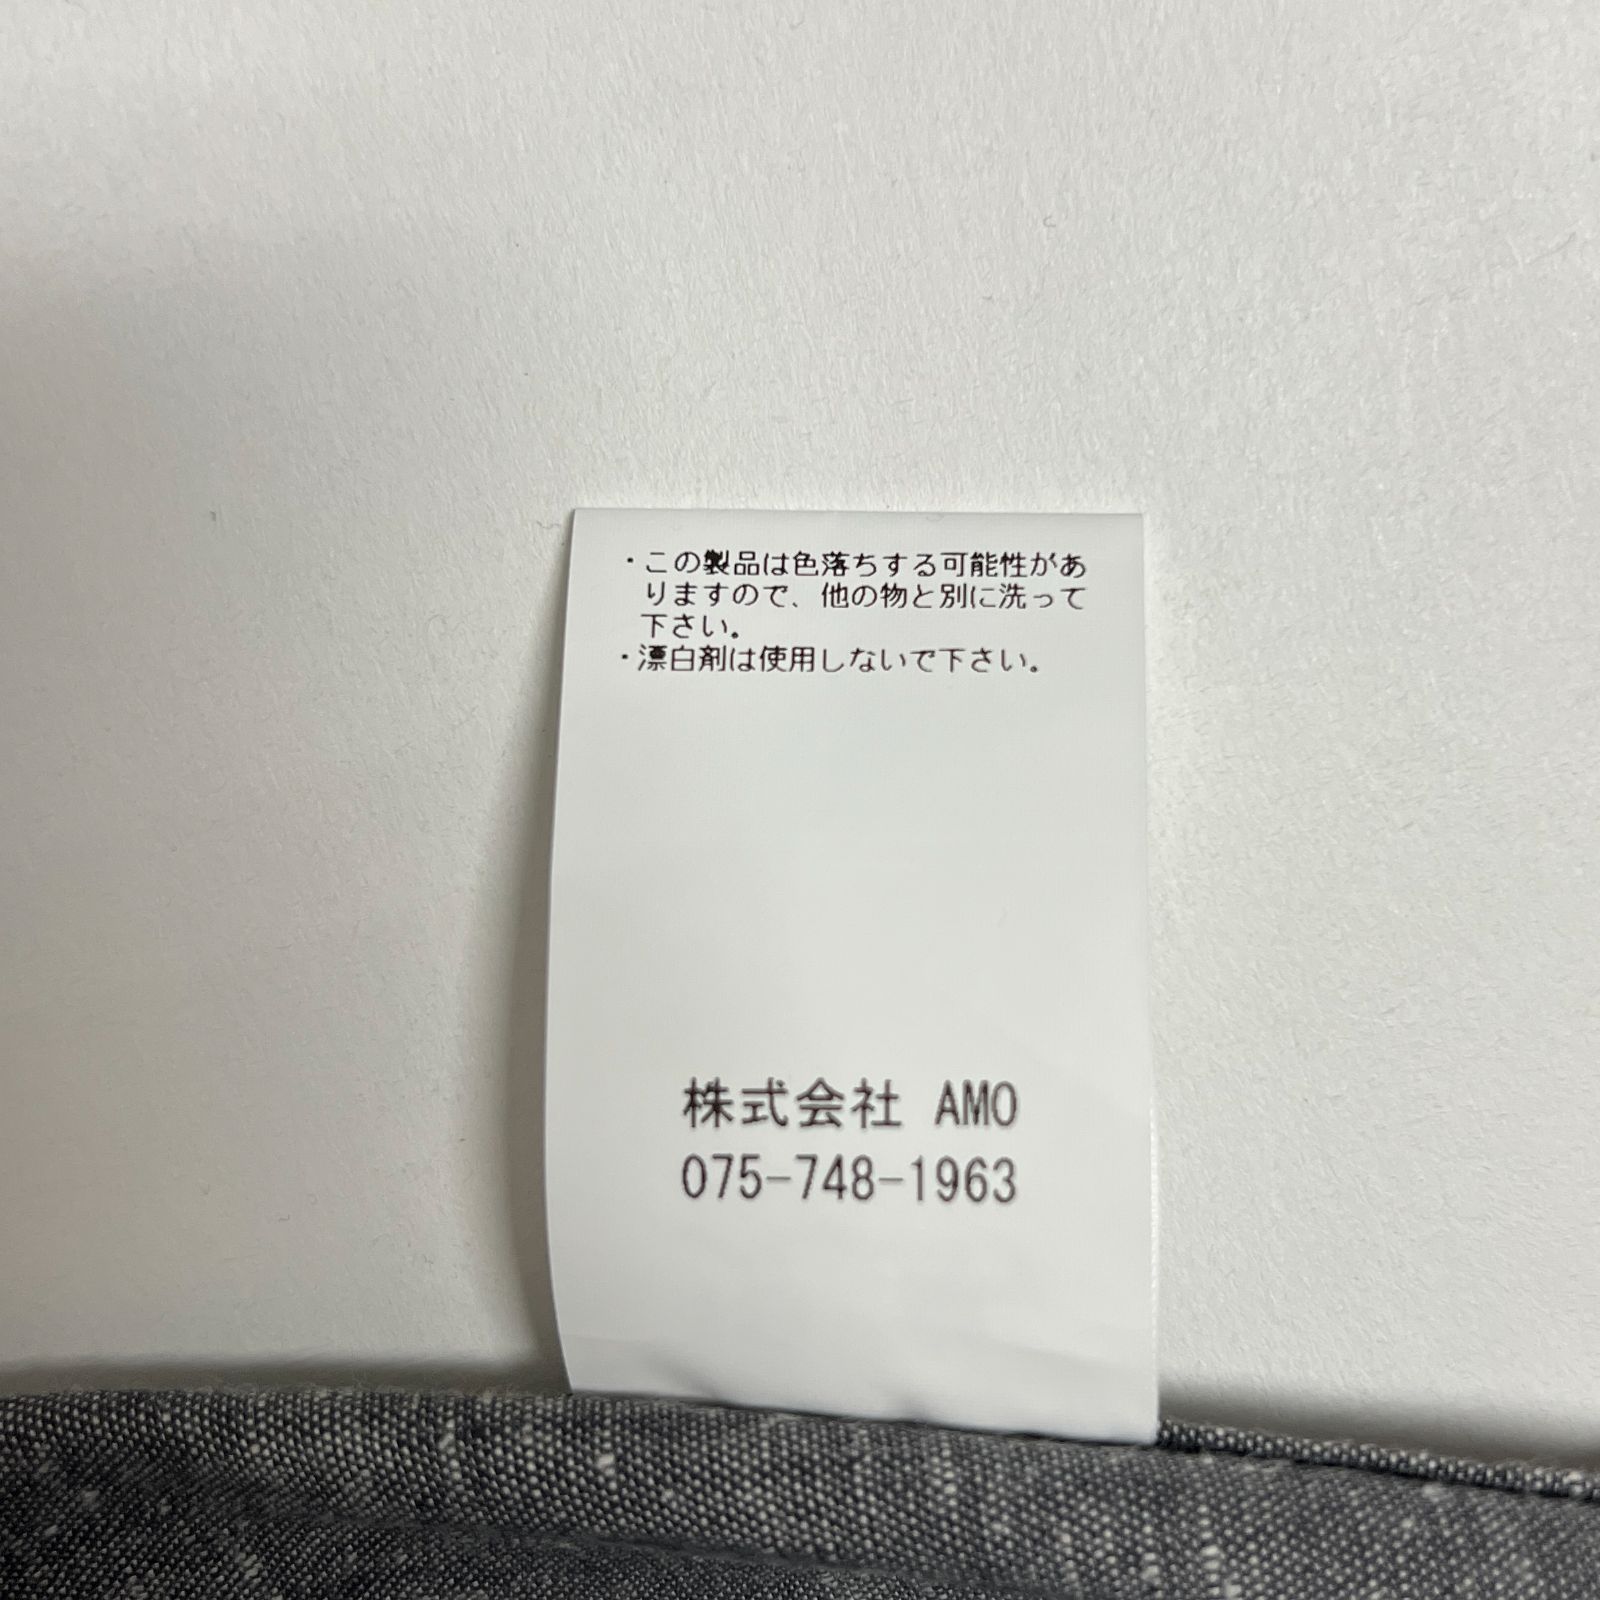 ・この製品は色落ちする可能性があ
りますので、他の物と別に洗って
下さい。
・漂白剤は使用しないで下さい。
株式会社 AMO
075-748-1963